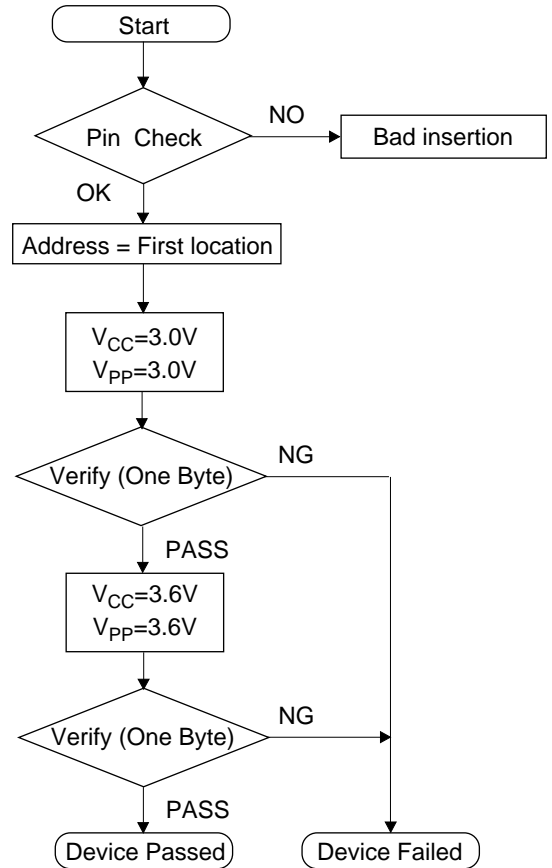 Start
Pin Check
NO
Bad insertion
OK
Address = First location
VCC=3.0V
VPP=3.0V
Verify (One Byte)
NG
PASS
VCC=3.6V
VPP=3.6V
Verify (One Byte)
NG
PASS
Device Passed
Device Failed